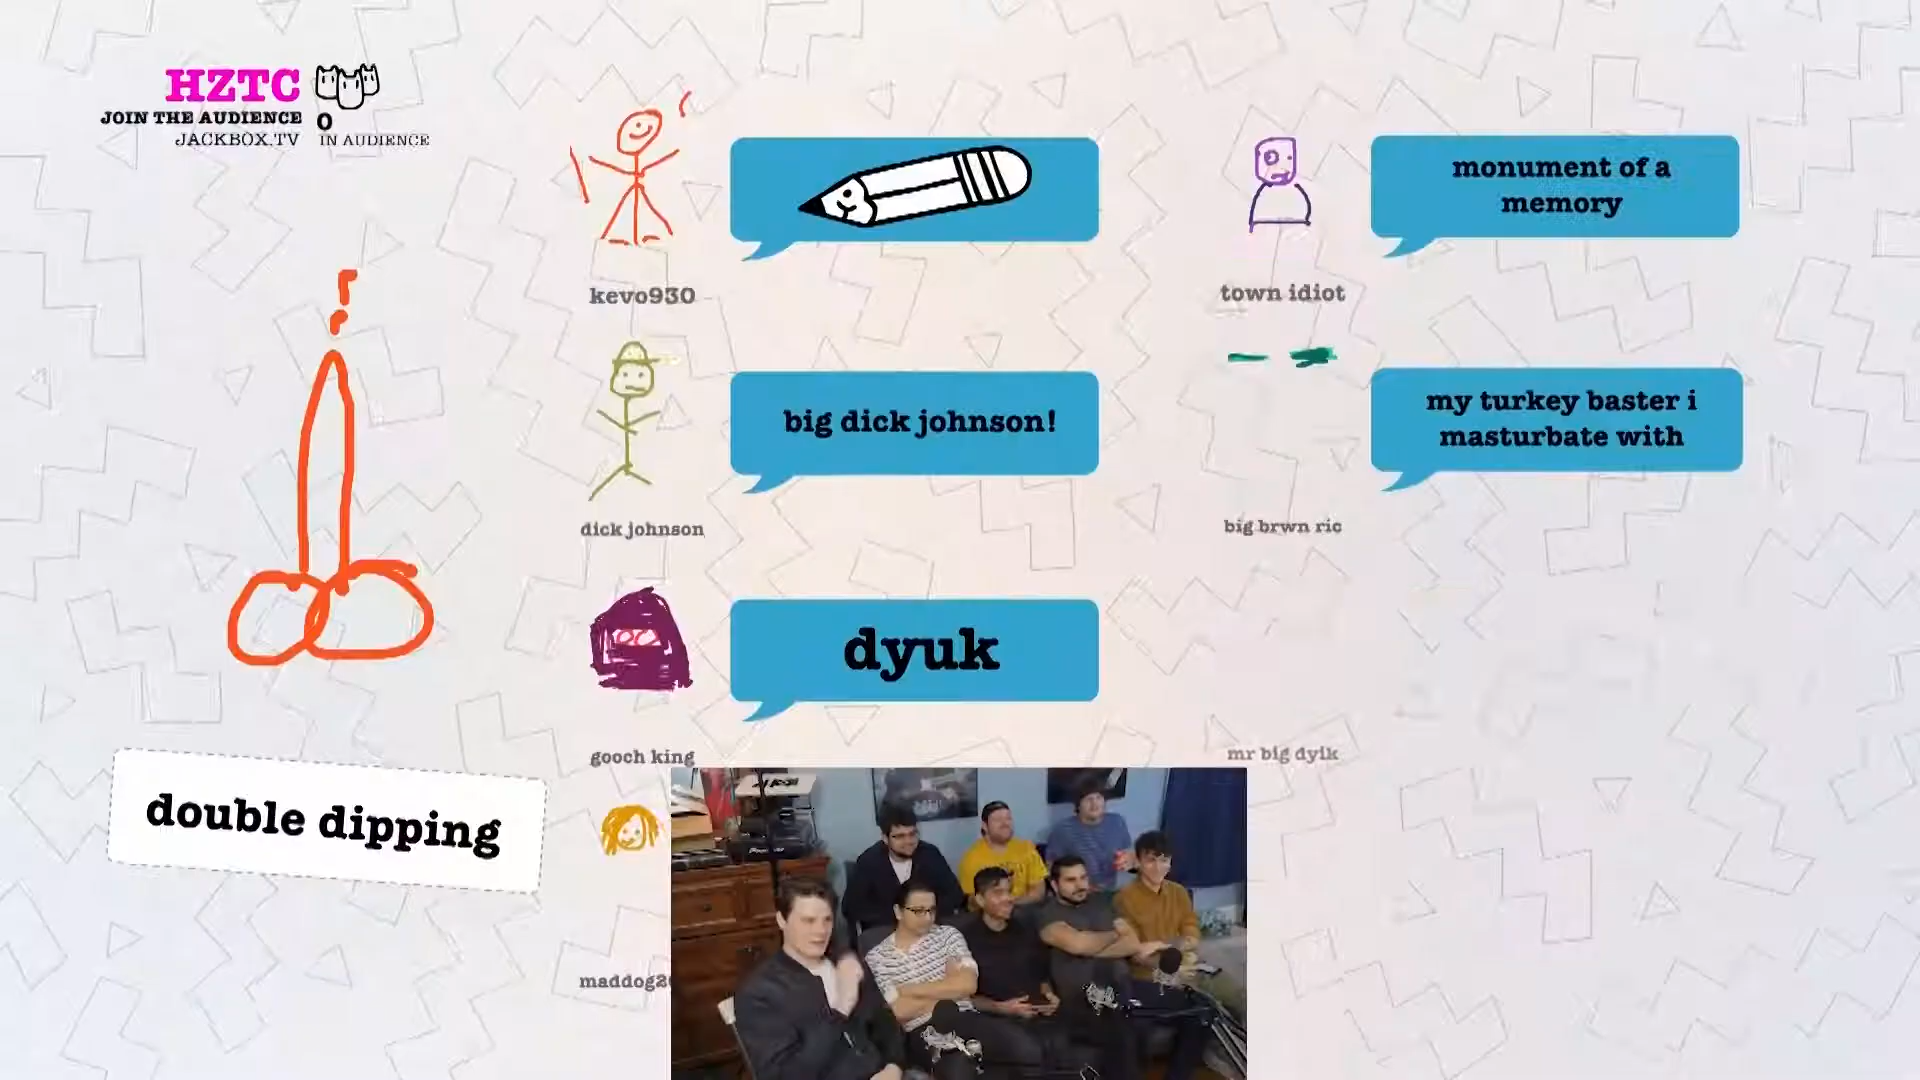 HZTC
JOIN THE AUDIENCE
JACKBOX.TV
0
IN AUDIENCE
kevo930
monument of a
memory
town idiot
big dick johnson!
dick johnson
my turkey baster i
masturbate with
big brwn ric
dyuk
gooch king
mr big dyik
double dipping